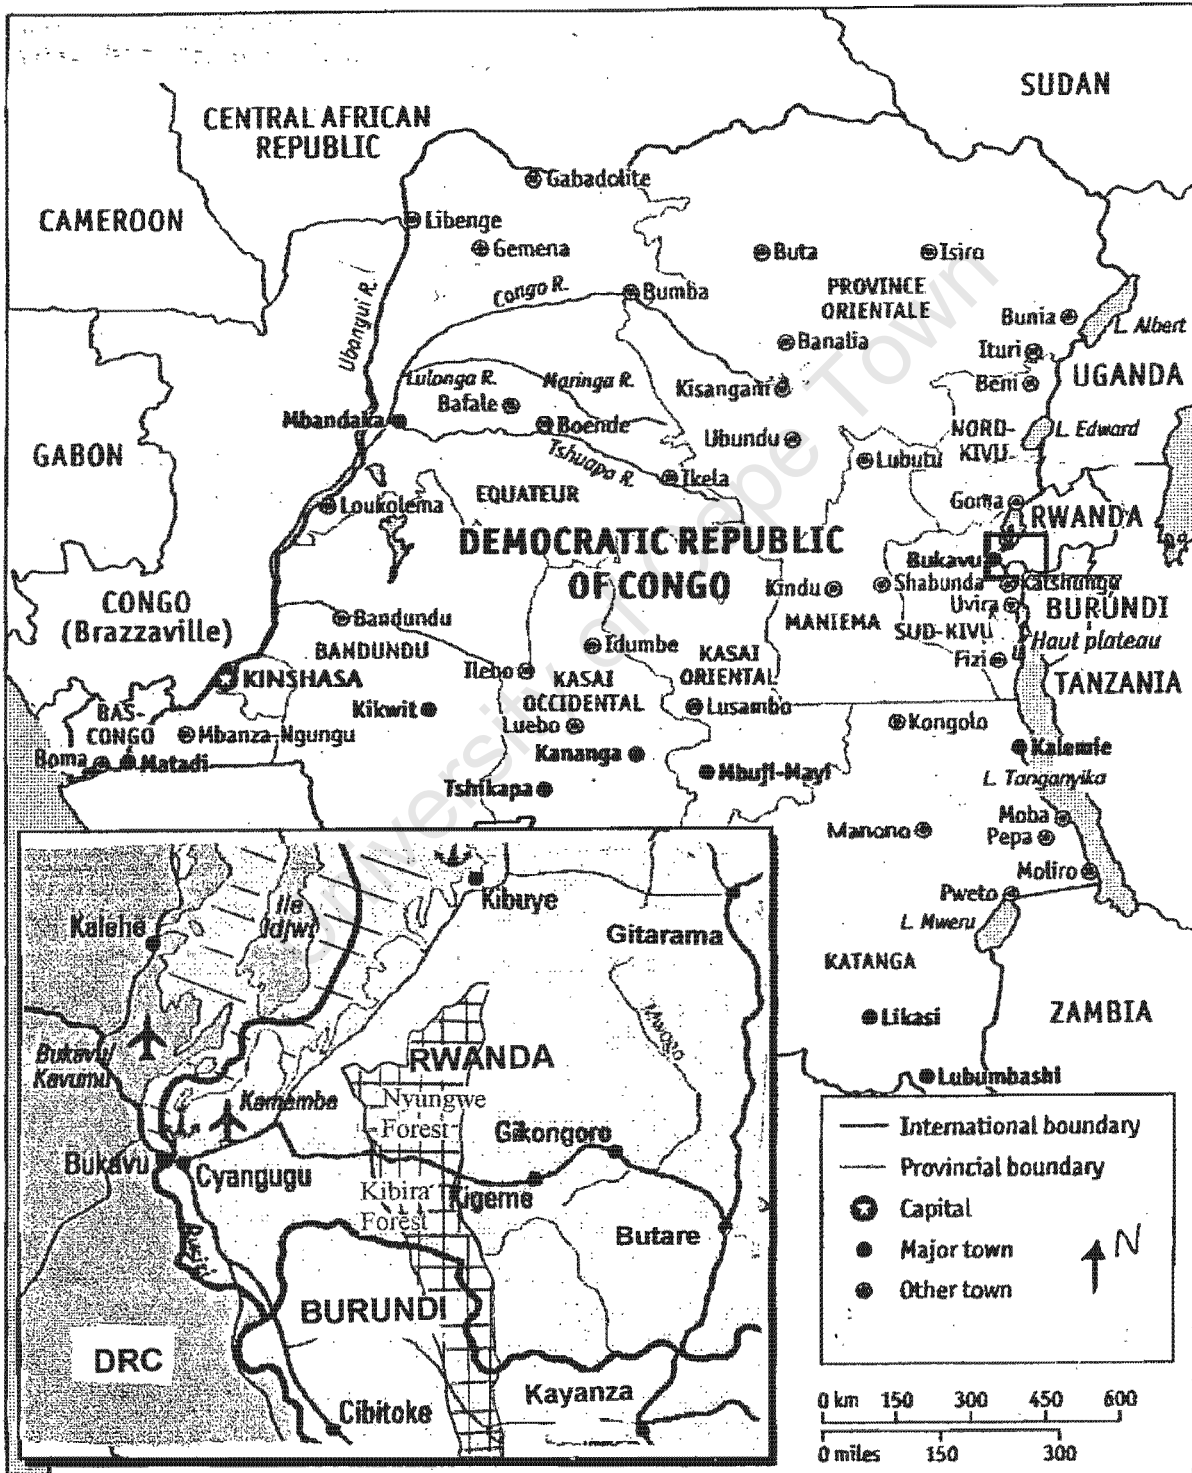 SUDAN
CENTRAL AFRICAN
REPUBLIC
CAMEROON
Gabadolite
Libenge
Gemena
Buta
Isiro
Ubangui R.
Congo R.
Bumba
PROVINCE
ORIENTALE
Bunia
L. Albert
Banalia
Ituri
Lulonga R.
Maringa R.
Kisangani
Beni
UGANDA
Bafale
Mbandaka
Boende
Ubundu
NORD-
KIVU
L. Edward
GABON
Tshuapa R.
Lubutu
Ikela
EQUATEUR
Goma
Loukolema
RWANDA
DEMOCRATIC REPUBLIC
OF CONGO
Bukavu
Kindu
Shabunda
Katshungu
CONGO
(Brazzaville)
Uvira
BURUNDI
Bandundu
MANIEMA
SUD-KIVU
Haut plateau
BANDUNDU
Idumbe
KASAI
ORIENTAL
Fizi
Ilebo
KINSHASA
KASAI
OCCIDENTAL
TANZANIA
Kikwit
Lusambo
BAS-
CONGO
Mbanza-Ngungu
Luebo
Kongolo
Kananga
Kalemie
Boma
Matadi
Mbuji-Mayi
L. Tanganyika
Tshikapa
Moba
Manono
Pepa
Moliro
Pweto
L. Mweru
KATANGA
Likasi
ZAMBIA
Lubumbashi
University of Cape Town
Kibuye
Ile
Idjwi
Kalehe
Gitarama
Mwogo
Bukavu/
Kavumu
RWANDA
Kamembe
Nyungwe
Forest
Gikongoro
Bukavu
Cyangugu
Kibira
Forest
Kigeme
Butare
Ruzizi
BURUNDI
DRC
Kayanza
Cibitoke
International boundary
Provincial boundary
Capital
Major town
Other town
N
0 km 150 300 450 600
0 miles 150 300